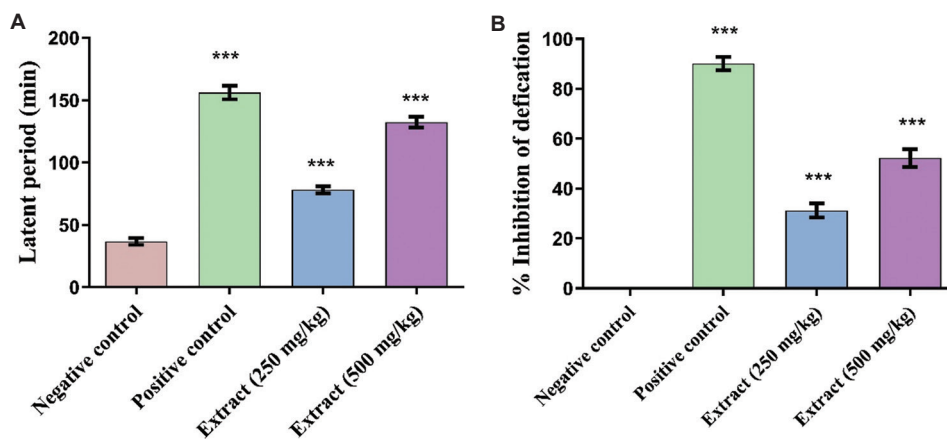 A
Latent period (min)
200
150
100
50
0
***
***
***
Negative control
Positive control
Extract (250 mg/kg)
Extract (500 mg/kg)
B
% Inhibition of defication
100
80
60
40
20
0
***
***
***
Negative control
Positive control
Extract (250 mg/kg)
Extract (500 mg/kg)